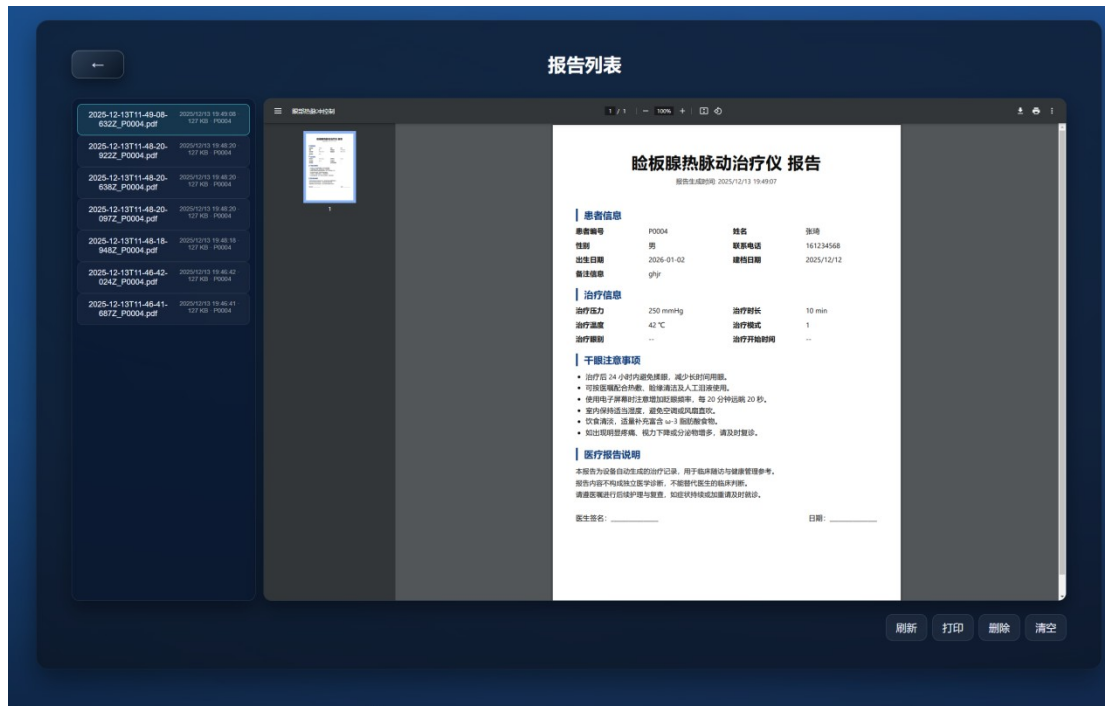 ←
报告列表
2025-12-13T11-49-08-632Z_P0004.pdf
2025/12/13 19:49:08
127 KB · P0004
2025-12-13T11-48-20-922Z_P0004.pdf
2025/12/13 19:48:20
127 KB · P0004
2025-12-13T11-48-20-638Z_P0004.pdf
2025/12/13 19:48:20
127 KB · P0004
2025-12-13T11-48-20-097Z_P0004.pdf
2025/12/13 19:48:20
127 KB · P0004
2025-12-13T11-48-18-948Z_P0004.pdf
2025/12/13 19:48:18
127 KB · P0004
2025-12-13T11-46-42-024Z_P0004.pdf
2025/12/13 19:46:42
127 KB · P0004
2025-12-13T11-46-41-687Z_P0004.pdf
2025/12/13 19:46:41
127 KB · P0004
眼部热脉冲控制
1 / 1
100%
1
睑板腺热脉动治疗仪 报告
报告生成时间: 2025/12/13 19:49:07
患者信息
患者编号 P0004 姓名 张琦
性别 男 联系电话 161234568
出生日期 2026-01-02 建档日期 2025/12/12
备注信息 ghjr
治疗信息
治疗压力 250 mmHg 治疗时长 10 min
治疗温度 42 ℃ 治疗模式 1
治疗眼别 -- 治疗开始时间 --
干眼注意事项
• 治疗后 24 小时内避免揉眼，减少长时间用眼。
• 可按医嘱配合热敷、睑缘清洁及人工泪液使用。
• 使用电子屏幕时注意增加眨眼频率，每 20 分钟远眺 20 秒。
• 室内保持适当湿度，避免空调或风扇直吹。
• 饮食清淡，适量补充富含 ω-3 脂肪酸食物。
• 如出现明显疼痛、视力下降或分泌物增多，请及时复诊。
医疗报告说明
本报告为设备自动生成的治疗记录，用于临床随访与健康管理参考。
报告内容不构成独立医学诊断，不能替代医生的临床判断。
请遵医嘱进行后续护理与复查，如症状持续或加重请及时就诊。
医生签名：__________ 日期：__________
刷新 打印 删除 清空